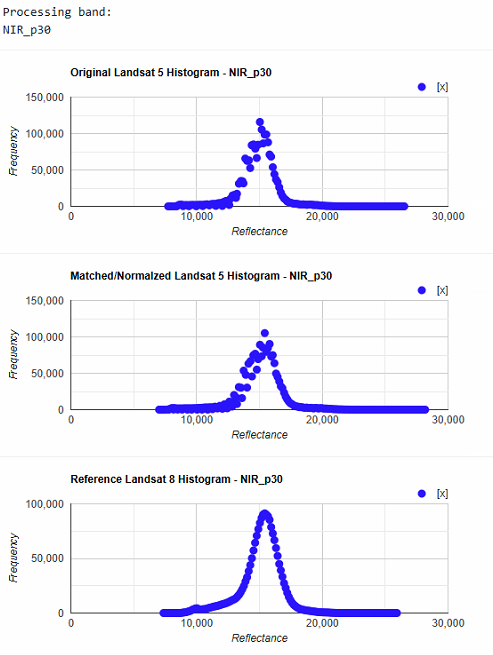 Processing band:
NIR_p30
Original Landsat 5 Histogram - NIR_p30
[x]
150,000
100,000
50,000
0
Frequency
0
10,000
20,000
30,000
Reflectance
Matched/Normalzed Landsat 5 Histogram - NIR_p30
[x]
150,000
100,000
50,000
0
Frequency
0
10,000
20,000
30,000
Reflectance
Reference Landsat 8 Histogram - NIR_p30
[x]
100,000
50,000
0
Frequency
0
10,000
20,000
30,000
Reflectance